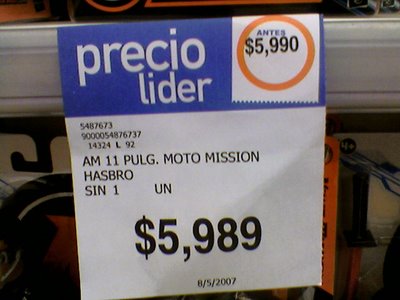 precio
lider
ANTES
$5,990
5487673
9000054876737
14324 L 92
AM 11 PULG. MOTO MISSION
HASBRO
SIN 1 UN
$5,989
8/5/2007
4+